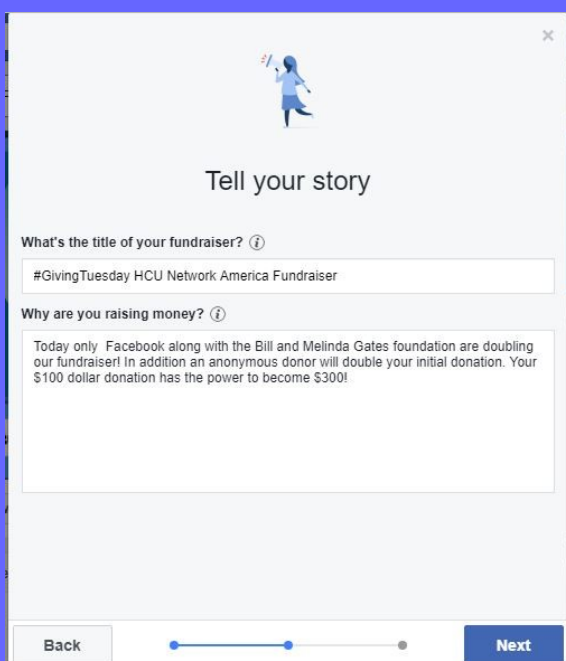 Tell your story
What's the title of your fundraiser?
#GivingTuesday HCU Network America Fundraiser
Why are you raising money?
Today only  Facebook along with the Bill and Melinda Gates foundation are doubling
our fundraiser! In addition an anonymous donor will double your initial donation. Your
$100 dollar donation has the power to become $300!
Back
Next